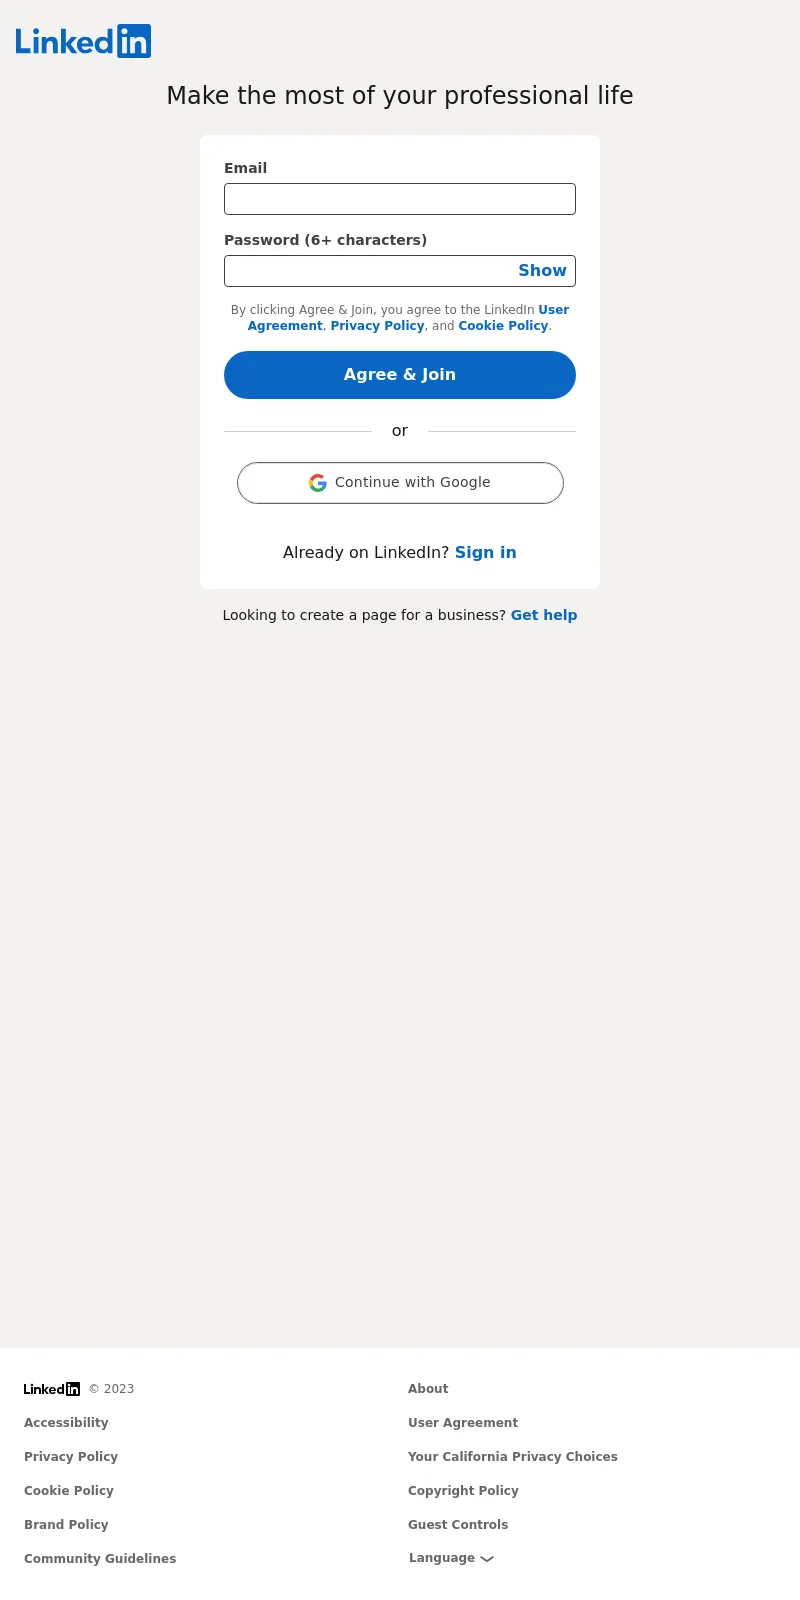 LinkedIn
Make the most of your professional life
Email
Password (6+ characters)
Show
By clicking Agree & Join, you agree to the LinkedIn User
Agreement, Privacy Policy, and Cookie Policy.
Agree & Join
or
Continue with Google
Already on LinkedIn? Sign in
Looking to create a page for a business? Get help
LinkedIn © 2023
About
Accessibility
User Agreement
Privacy Policy
Your California Privacy Choices
Cookie Policy
Copyright Policy
Brand Policy
Guest Controls
Community Guidelines
Language